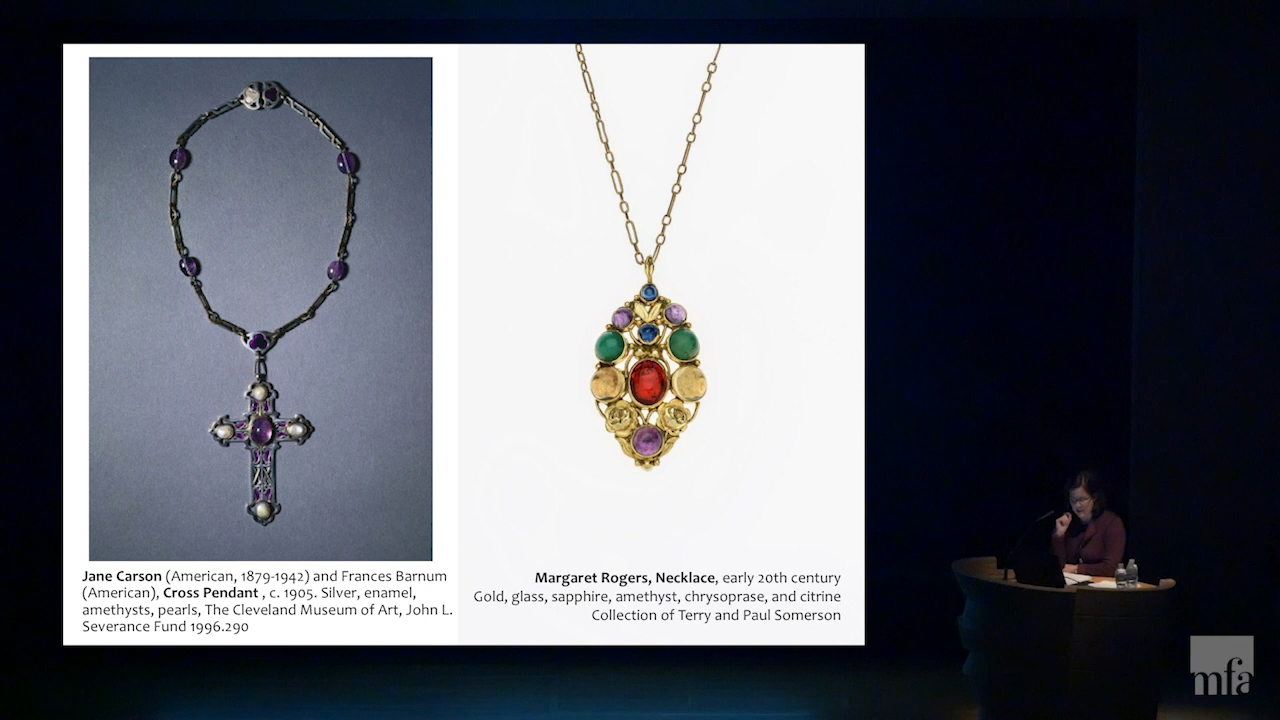 Jane Carson (American, 1879-1942) and Frances Barnum
(American), Cross Pendant , c. 1905. Silver, enamel,
amethysts, pearls, The Cleveland Museum of Art, John L.
Severance Fund 1996.290
Margaret Rogers, Necklace, early 20th century
Gold, glass, sapphire, amethyst, chrysoprase, and citrine
Collection of Terry and Paul Somerson
mfa